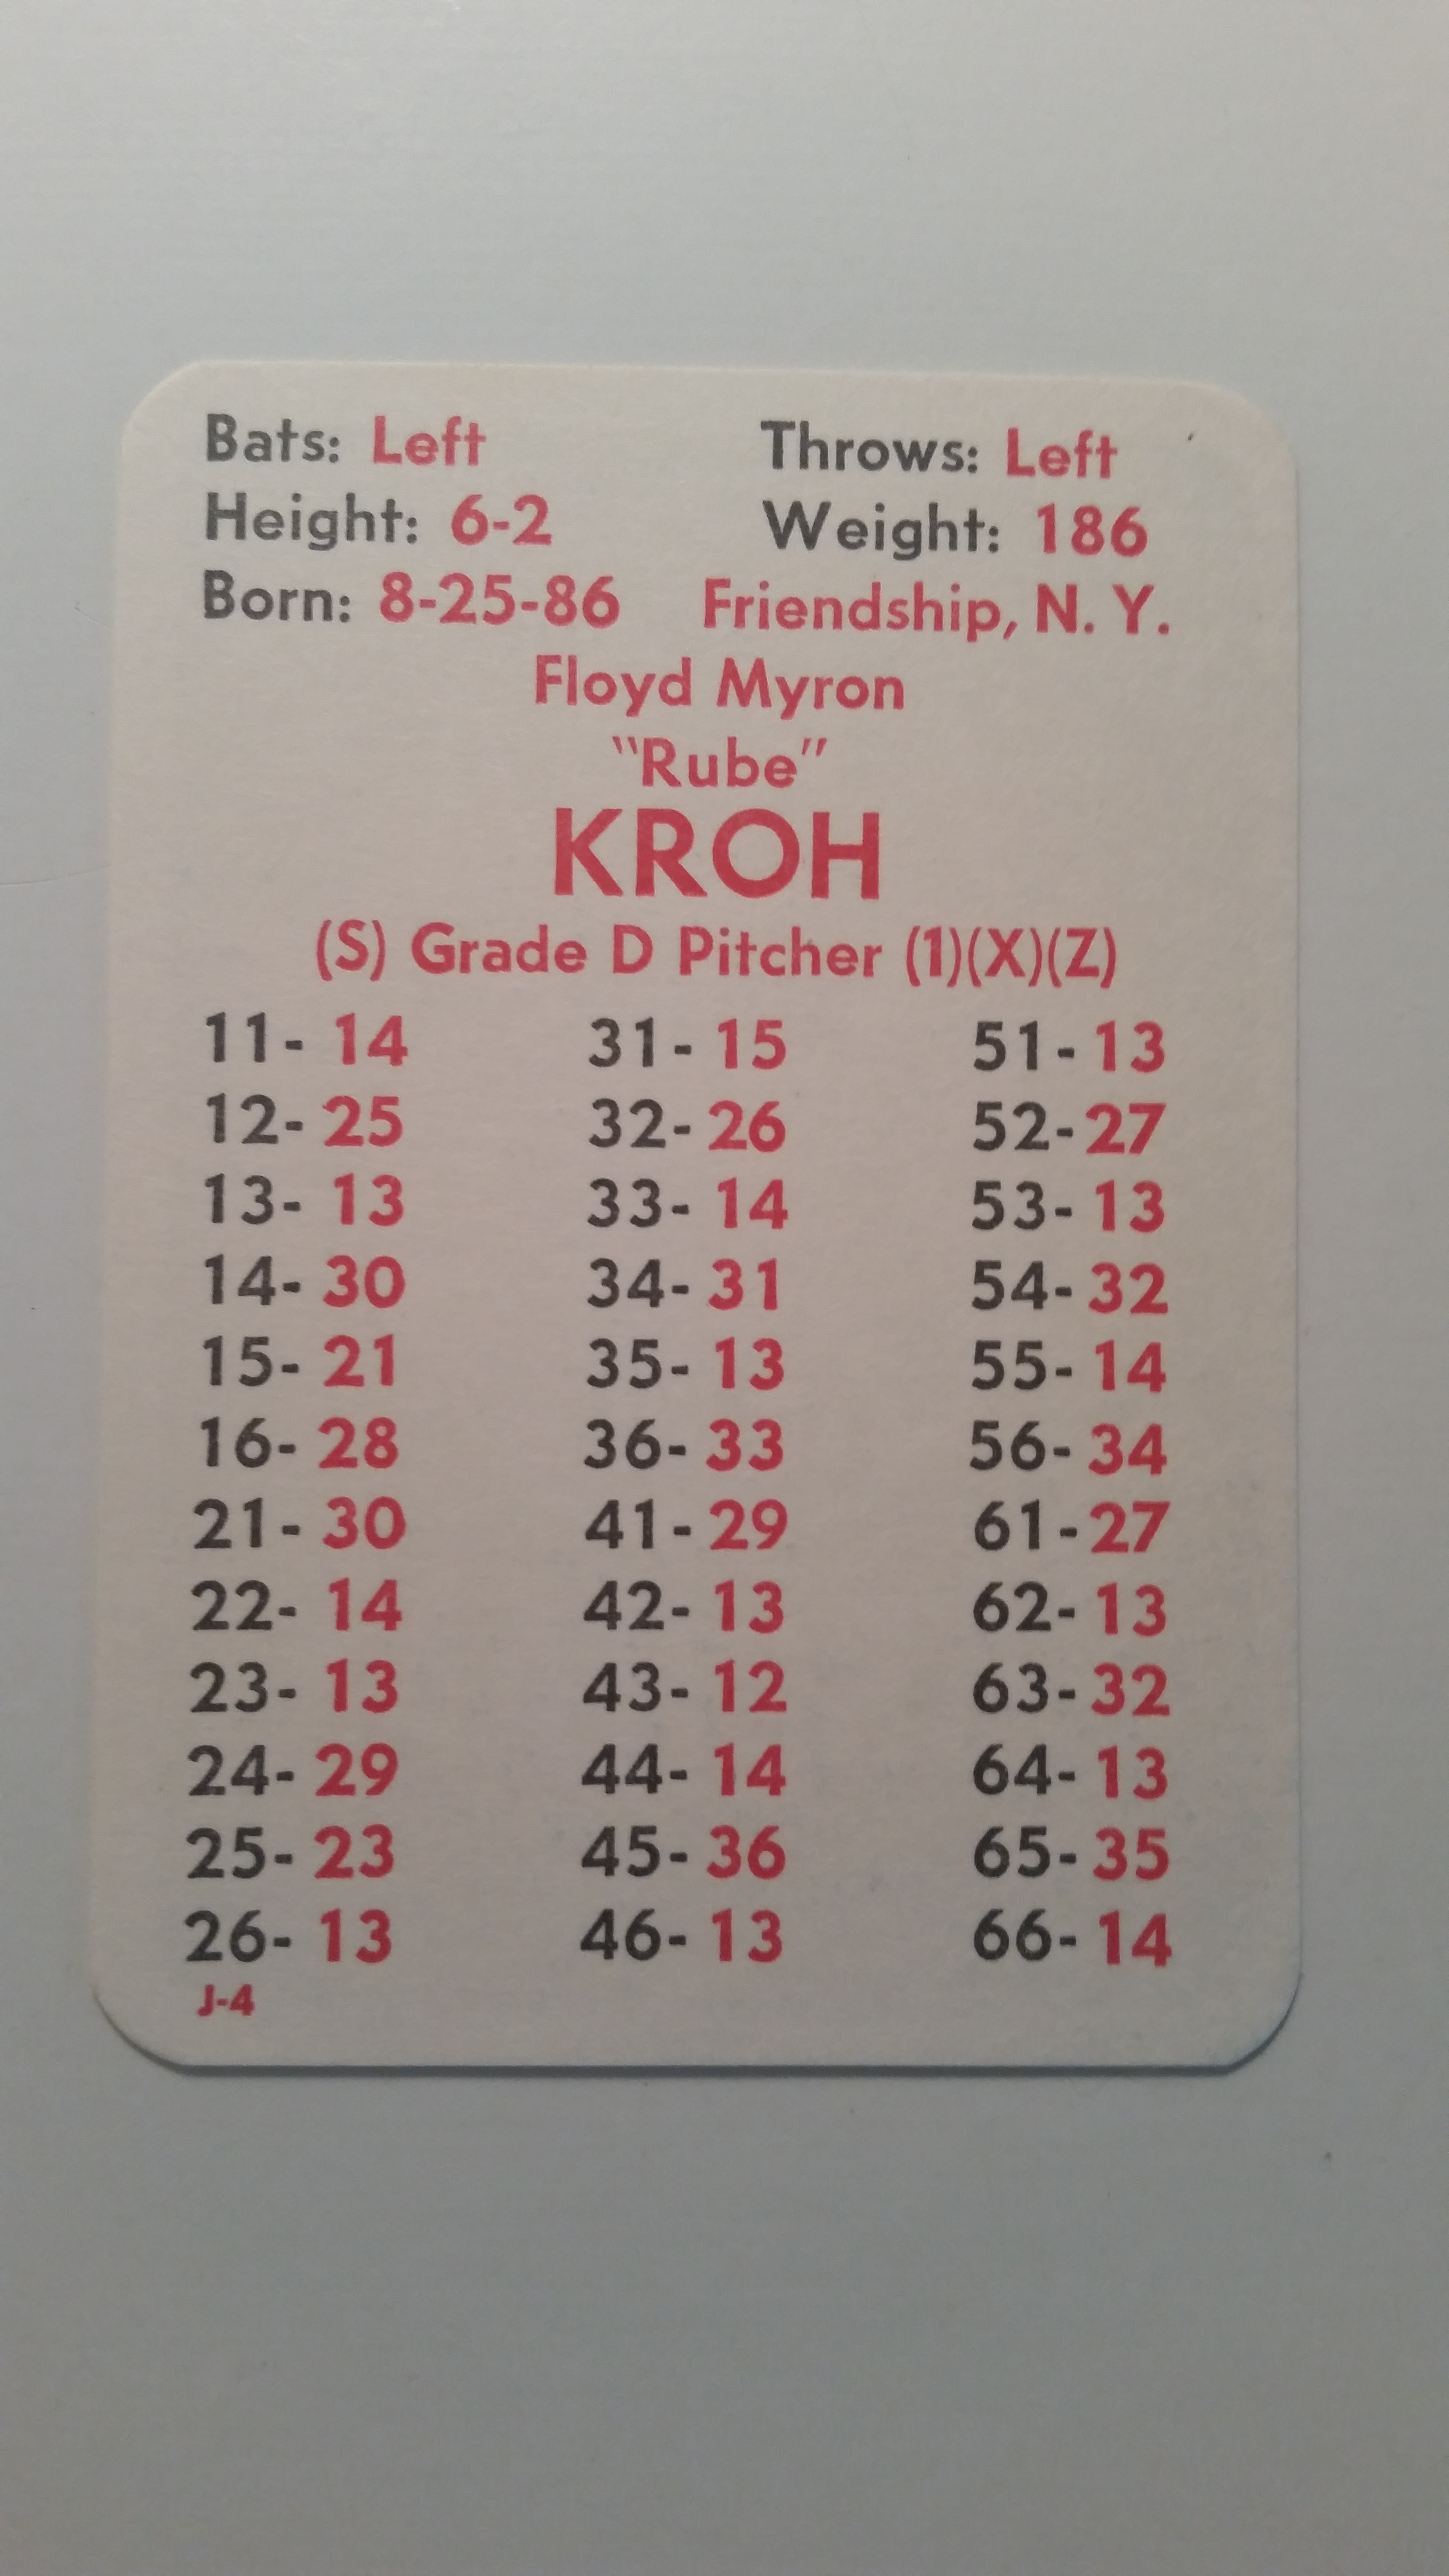 Bats: Left Throws: Left
Height: 6-2 Weight: 186
Born: 8-25-86 Friendship, N. Y.
Floyd Myron
"Rube"
KROH
(S) Grade D Pitcher (1)(X)(Z)
11- 14 31- 15 51- 13
12- 25 32- 26 52- 27
13- 13 33- 14 53- 13
14- 30 34- 31 54- 32
15- 21 35- 13 55- 14
16- 28 36- 33 56- 34
21- 30 41- 29 61- 27
22- 14 42- 13 62- 13
23- 13 43- 12 63- 32
24- 29 44- 14 64- 13
25- 23 45- 36 65- 35
26- 13 46- 13 66- 14
J-4